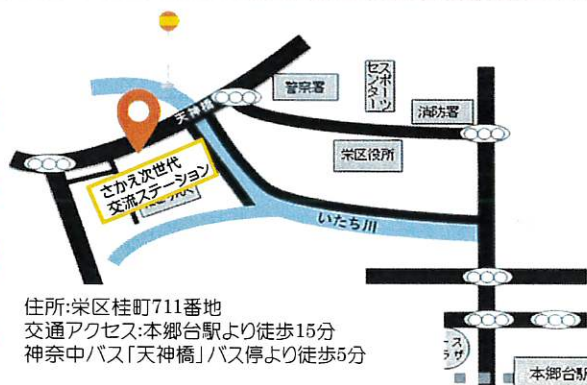 天神橋
警察署
スポーツ
センター
消防署
栄区役所
さかえ次世代
交流ステーション
いたち川
住所:栄区桂町711番地
交通アクセス:本郷台駅より徒歩15分
神奈中バス「天神橋」バス停より徒歩5分
本郷台駅